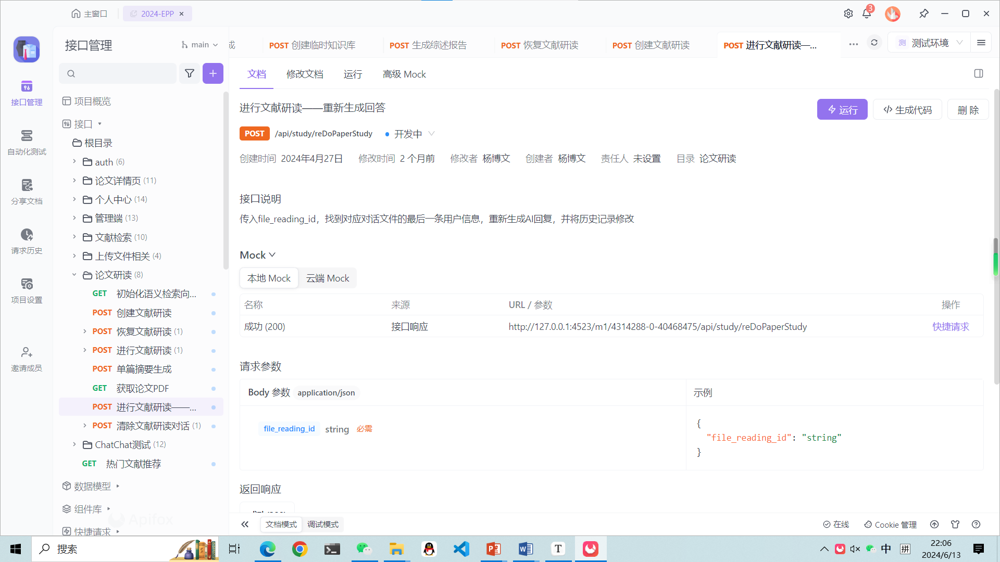 主窗口
2024-EPP
3
接口管理
main
成
POST 创建临时知识库
POST 生成综述报告
POST 恢复文献研读
POST 创建文献研读
POST 进行文献研读—...
测 测试环境
接口管理
自动化测试
分享文档
请求历史
项目设置
邀请成员
项目概览
接口
根目录
auth (6)
论文详情页 (11)
个人中心 (14)
管理端 (13)
文献检索 (10)
上传文件相关 (4)
论文研读 (8)
GET 初始化语义检索向...
POST 创建文献研读
POST 恢复文献研读 (1)
POST 进行文献研读 (1)
POST 单篇摘要生成
GET 获取论文PDF
POST 进行文献研读——...
POST 清除文献研读对话 (1)
ChatChat测试 (12)
GET 热门文献推荐
数据模型
组件库
快捷请求
Apifox
文档
修改文档
运行
高级 Mock
进行文献研读——重新生成回答
运行
生成代码
删 除
POST /api/study/reDoPaperStudy 开发中
创建时间 2024年4月27日 修改时间 2 个月前 修改者 杨博文 创建者 杨博文 责任人 未设置 目录 论文研读
接口说明
传入file_reading_id，找到对应对话文件的最后一条用户信息，重新生成AI回复，并将历史记录修改
Mock
本地 Mock 云端 Mock
名称 来源 URL / 参数 操作
成功 (200) 接口响应 http://127.0.0.1:4523/m1/4314288-0-40468475/api/study/reDoPaperStudy 快捷请求
请求参数
Body 参数 application/json
示例
file_reading_id string 必需
{
"file_reading_id": "string"
}
返回响应
文档模式 调试模式
在线
Cookie 管理
搜索
中
拼
22:06
2024/6/13